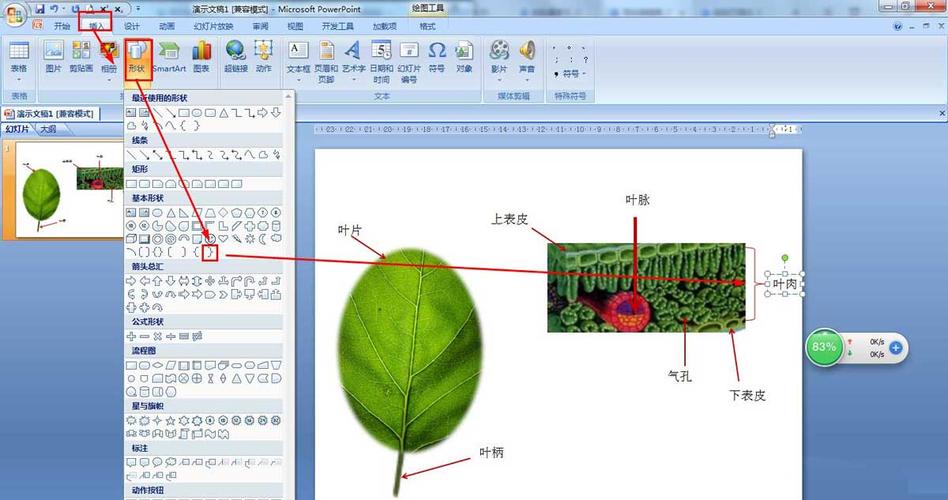 演示文稿1 [兼容模式] - Microsoft PowerPoint
绘图工具
开始 插入 设计 动画 幻灯片放映 审阅 视图 开发工具 加载项 格式
表格 图片 剪贴画 相册 形状 SmartArt 图表 超链接 动作 文本框 页眉和页脚 艺术字 日期和时间 幻灯片编号 符号 对象 影片 声音 符号
表格 文本 媒体剪辑 特殊符号
演示文稿1 [兼容模式]
幻灯片 大纲
1
最近使用的形状
线条
矩形
基本形状
箭头总汇
公式形状
流程图
星与旗帜
标注
动作按钮
叶脉
上表皮
叶片
叶肉
气孔
下表皮
叶柄
83%
0K/s
0K/s